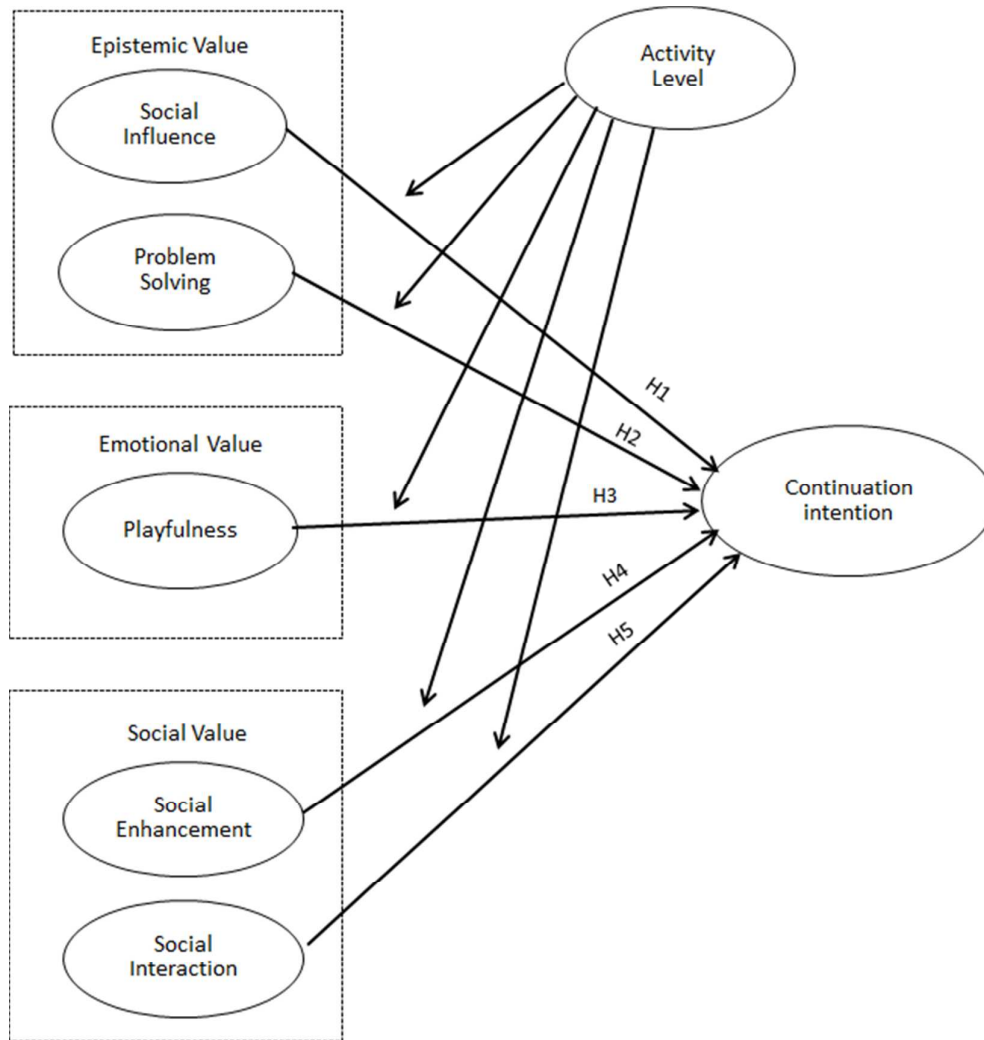 Epistemic Value
Social
Influence
Problem
Solving
Activity
Level
H1
H2
Emotional Value
Playfulness
H3
Continuation
intention
H4
H5
Social Value
Social
Enhancement
Social
Interaction